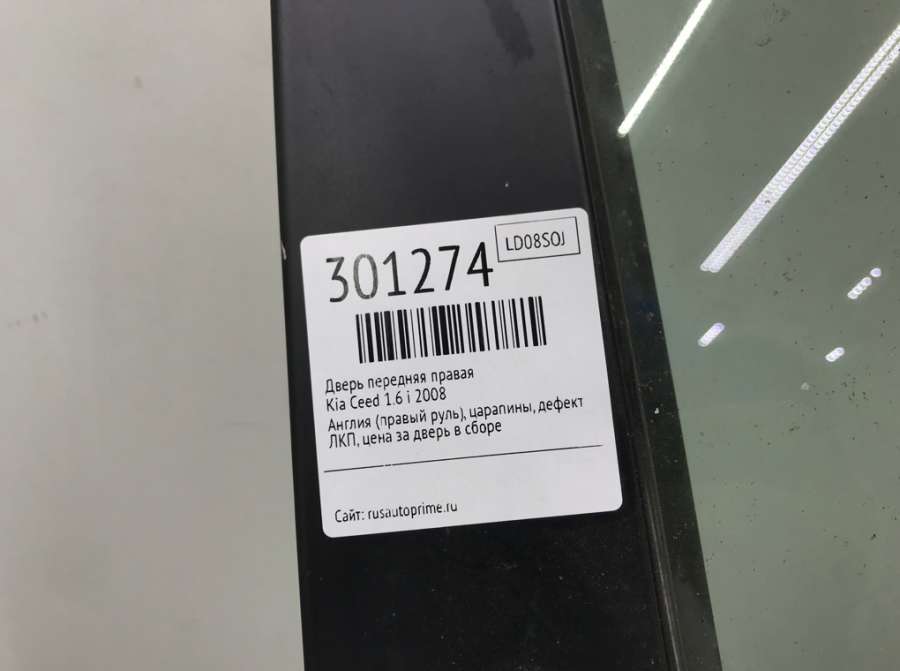 301274
LD08SOJ
Дверь передняя правая
Kia Ceed 1.6 i 2008
Англия (правый руль), царапины, дефект
ЛКП, цена за дверь в сборе
Сайт: rusautoprime.ru